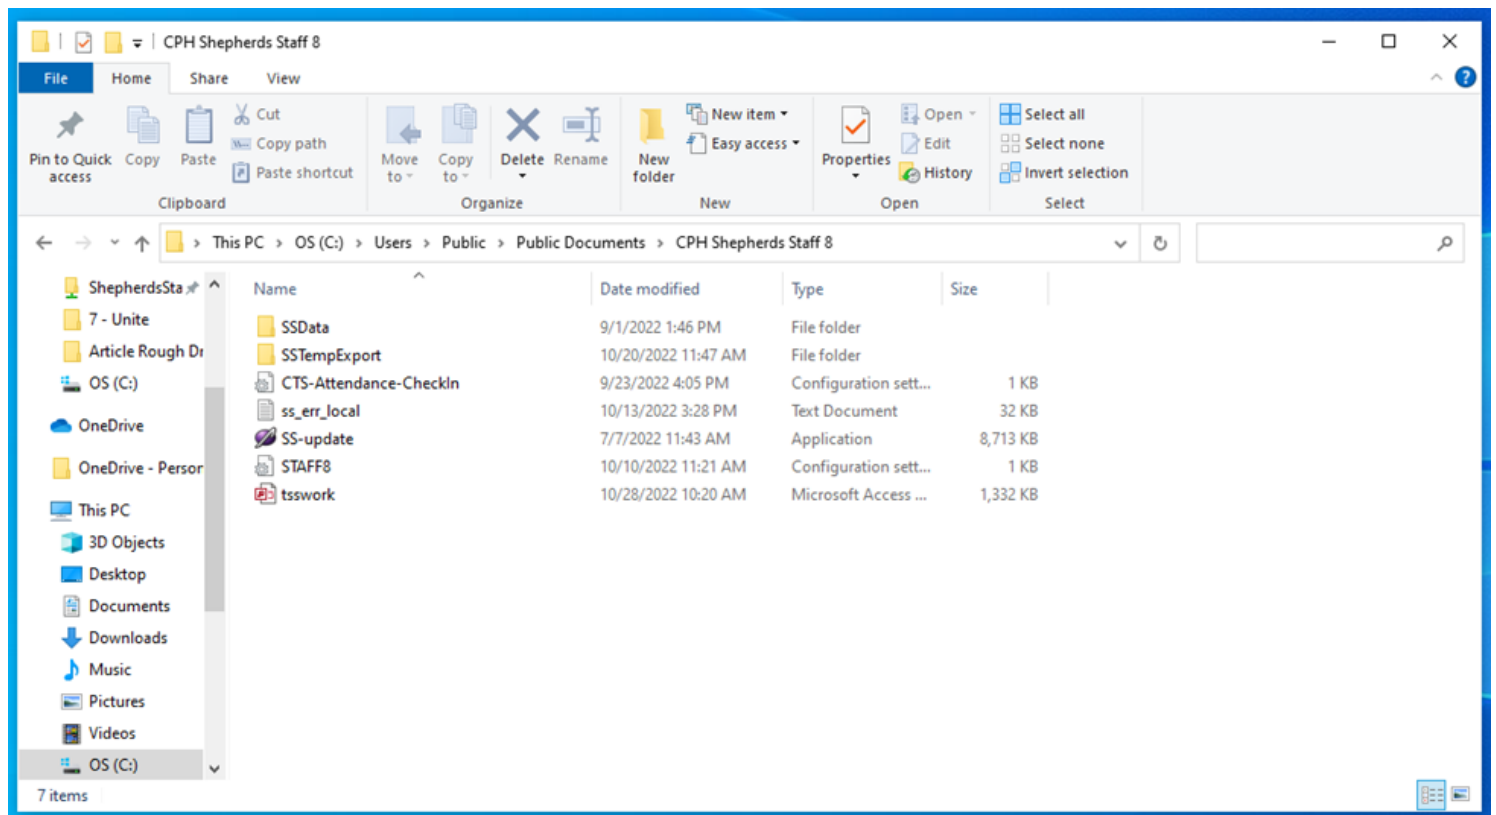 CPH Shepherds Staff 8
File Home Share View
Pin to Quick access
Copy
Paste
Cut
Copy path
Paste shortcut
Clipboard
Move to
Copy to
Delete
Rename
Organize
New folder
New item
Easy access
New
Properties
Open
Edit
History
Open
Select all
Select none
Invert selection
Select
This PC > OS (C:) > Users > Public > Public Documents > CPH Shepherds Staff 8
ShepherdsSta
7 - Unite
Article Rough Dr
OS (C:)
OneDrive
OneDrive - Person
This PC
3D Objects
Desktop
Documents
Downloads
Music
Pictures
Videos
OS (C:)
Name Date modified Type Size
SSData 9/1/2022 1:46 PM File folder
SSTempExport 10/20/2022 11:47 AM File folder
CTS-Attendance-CheckIn 9/23/2022 4:05 PM Configuration sett... 1 KB
ss_err_local 10/13/2022 3:28 PM Text Document 32 KB
SS-update 7/7/2022 11:43 AM Application 8,713 KB
STAFF8 10/10/2022 11:21 AM Configuration sett... 1 KB
tsswork 10/28/2022 10:20 AM Microsoft Access ... 1,332 KB
7 items